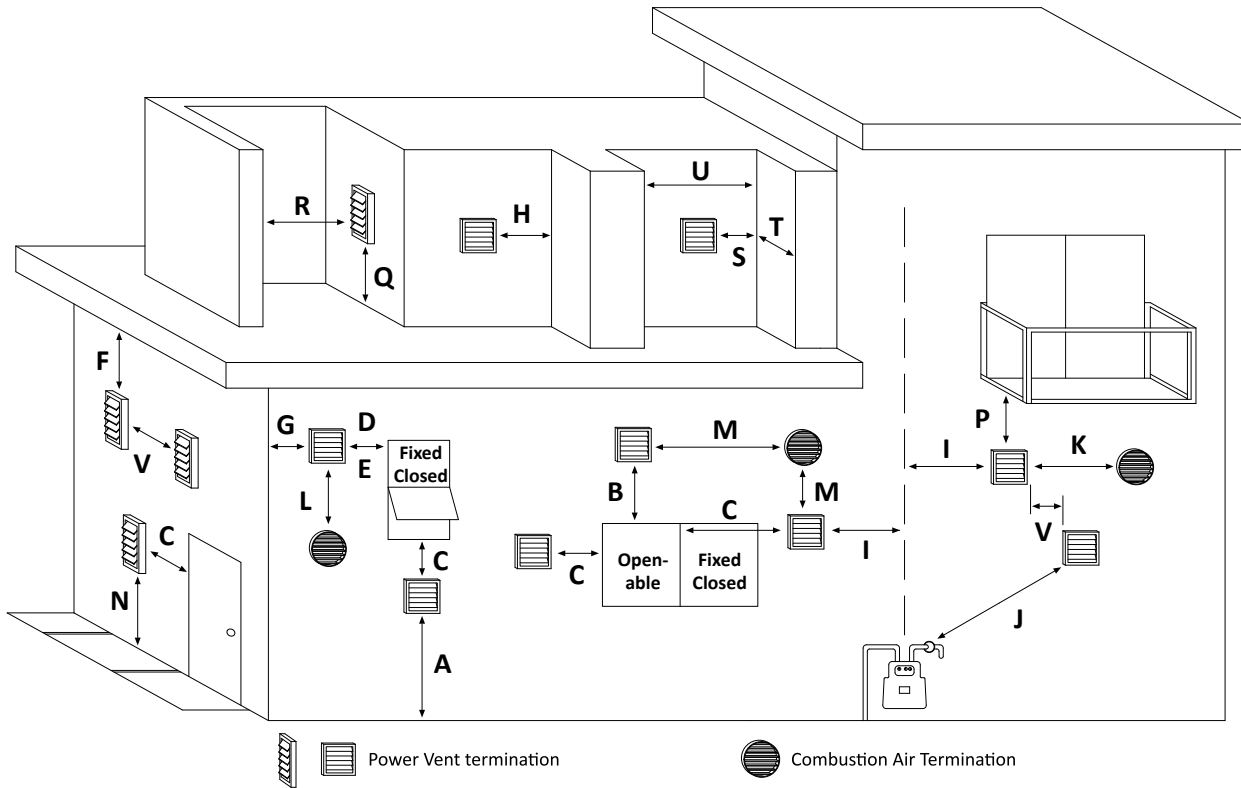 U
R
H
T
S
Q
F
P
G
D
M
I
K
V
E
L
B
M
C
C
I
V
C
C
N
A
J
Fixed
Closed
Open-
able
Fixed
Closed
Power Vent termination
Combustion Air Termination